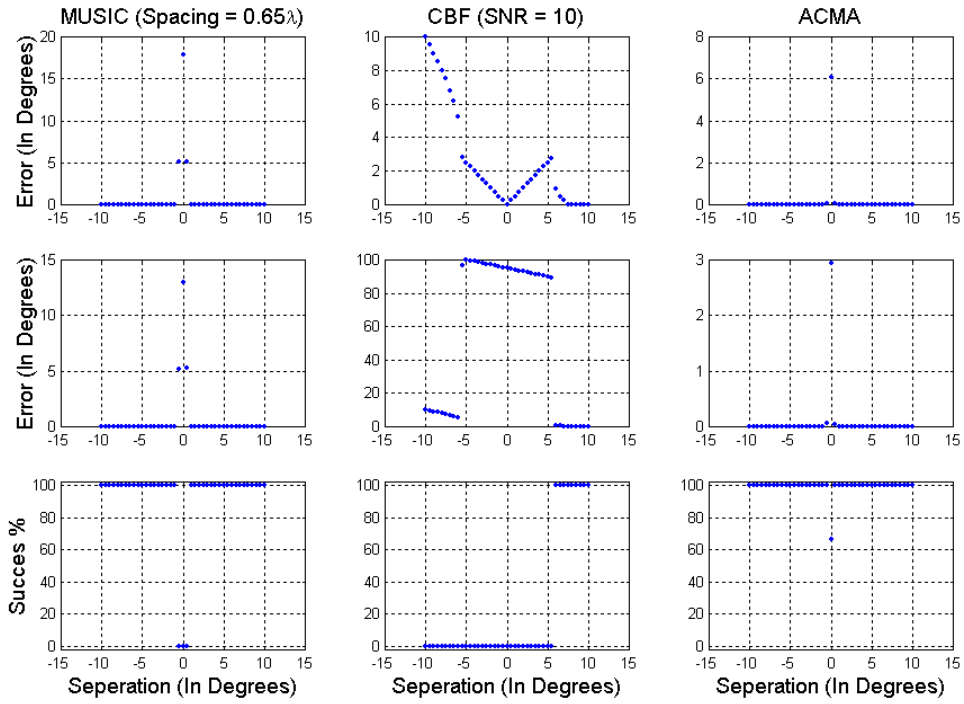 MUSIC (Spacing = 0.65λ)
CBF (SNR = 10)
ACMA
Error (In Degrees)
20
15
10
5
0
-15 -10 -5 0 5 10 15
10
8
6
4
2
0
-15 -10 -5 0 5 10 15
8
6
4
2
0
-15 -10 -5 0 5 10 15
Error (In Degrees)
15
10
5
0
-15 -10 -5 0 5 10 15
100
80
60
40
20
0
-15 -10 -5 0 5 10 15
3
2
1
0
-15 -10 -5 0 5 10 15
Succes %
100
80
60
40
20
0
-15 -10 -5 0 5 10 15
Seperation (In Degrees)
100
80
60
40
20
0
-15 -10 -5 0 5 10 15
Seperation (In Degrees)
100
80
60
40
20
0
-15 -10 -5 0 5 10 15
Seperation (In Degrees)